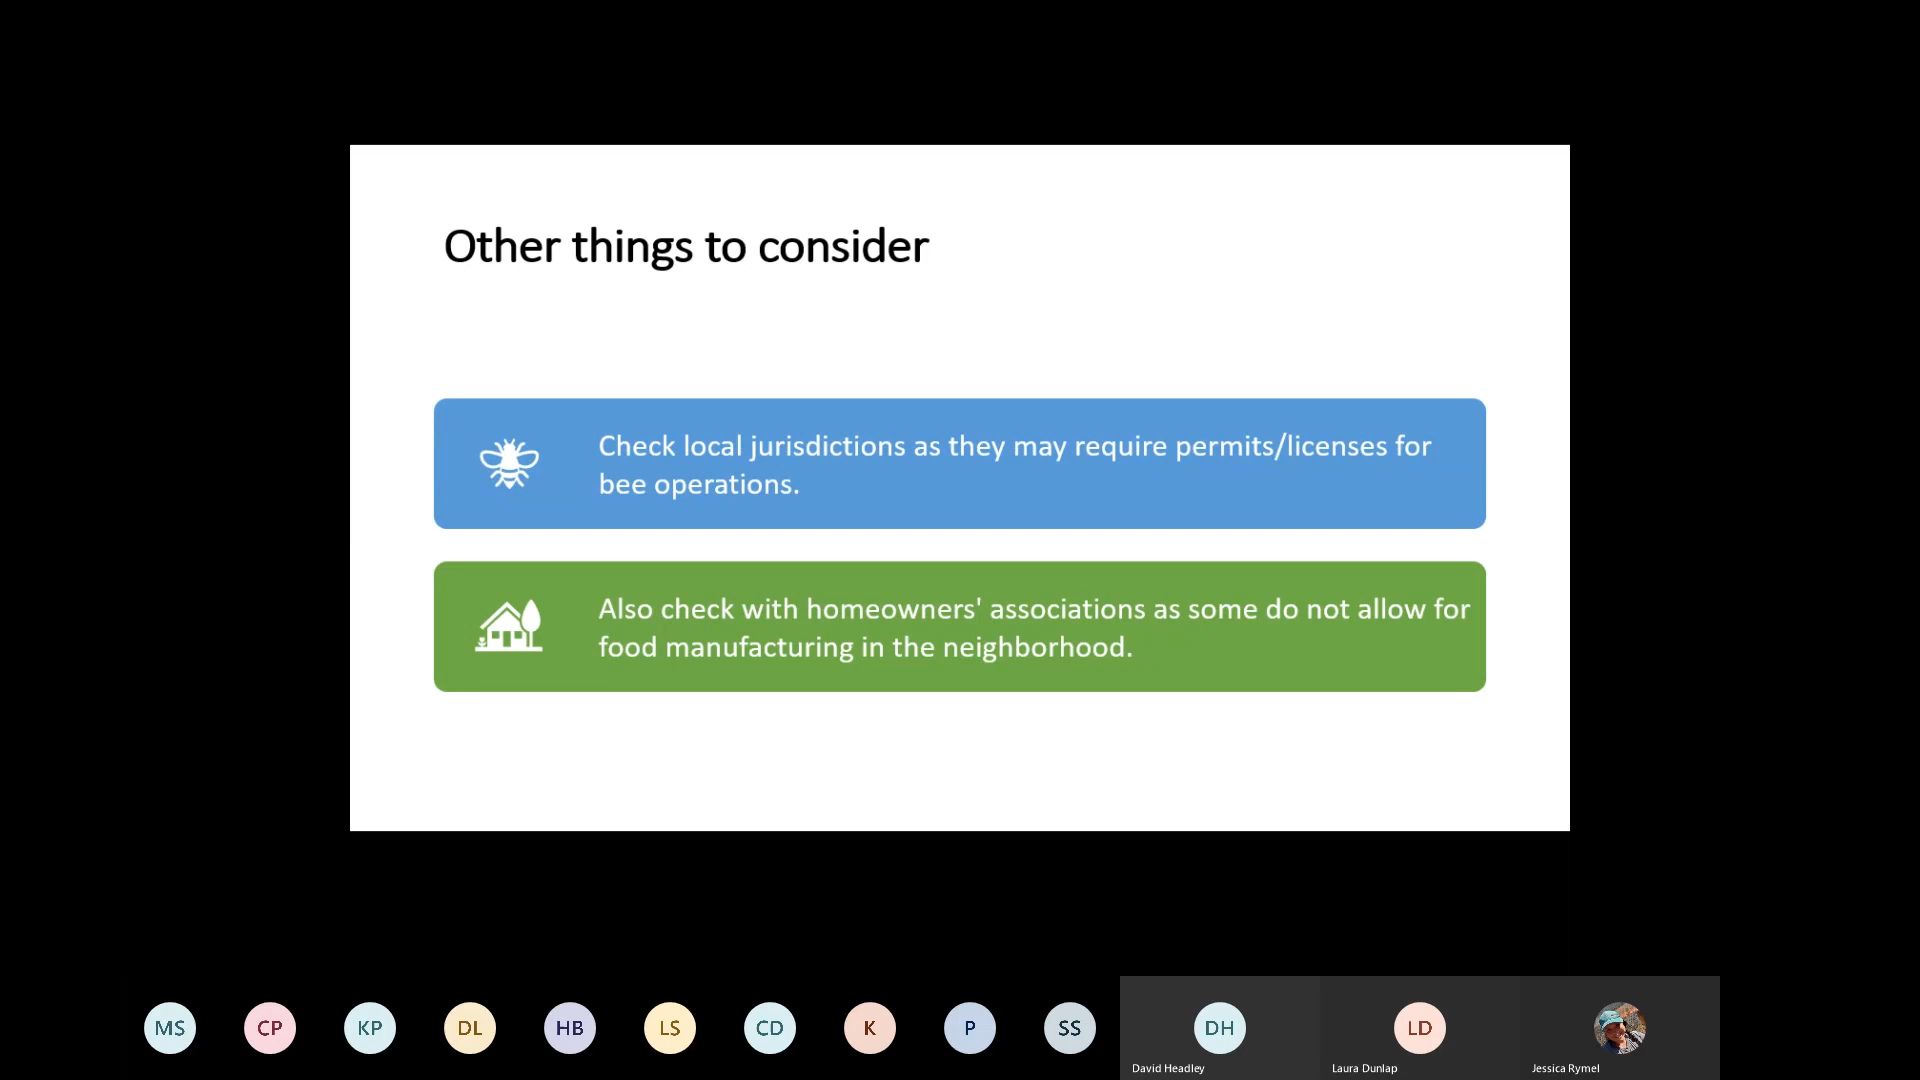 Other things to consider
Check local jurisdictions as they may require permits/licenses for
bee operations.
Also check with homeowners' associations as some do not allow for
food manufacturing in the neighborhood.
MS
CP
KP
DL
HB
LS
CD
K
P
SS
DH
LD
David Headley
Laura Dunlap
Jessica Rymel